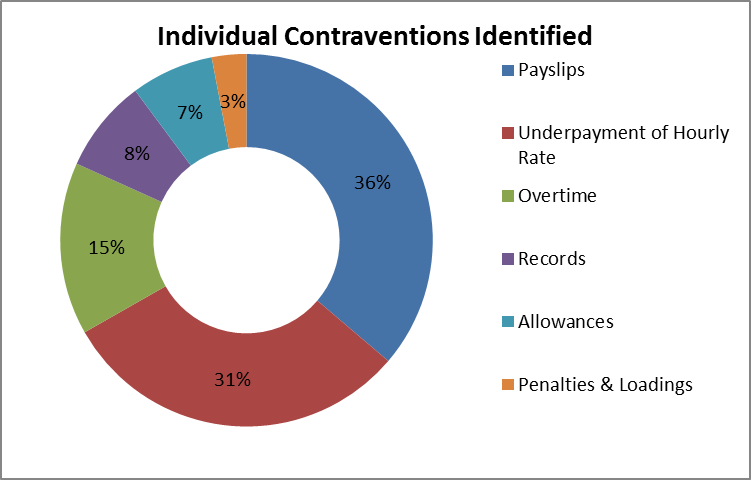 Individual Contraventions Identified
3%
7%
8%
15%
31%
36%
Payslips
Underpayment of Hourly
Rate
Overtime
Records
Allowances
Penalties & Loadings